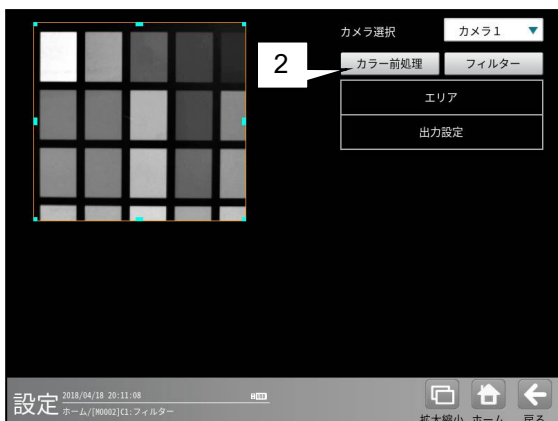 カメラ選択
カメラ1
2
カラー前処理
フィルター
エリア
出力設定
設定
2018/04/18 20:11:08
ホーム/[M0002]C1:フィルター
拡大縮小
ホーム
戻る